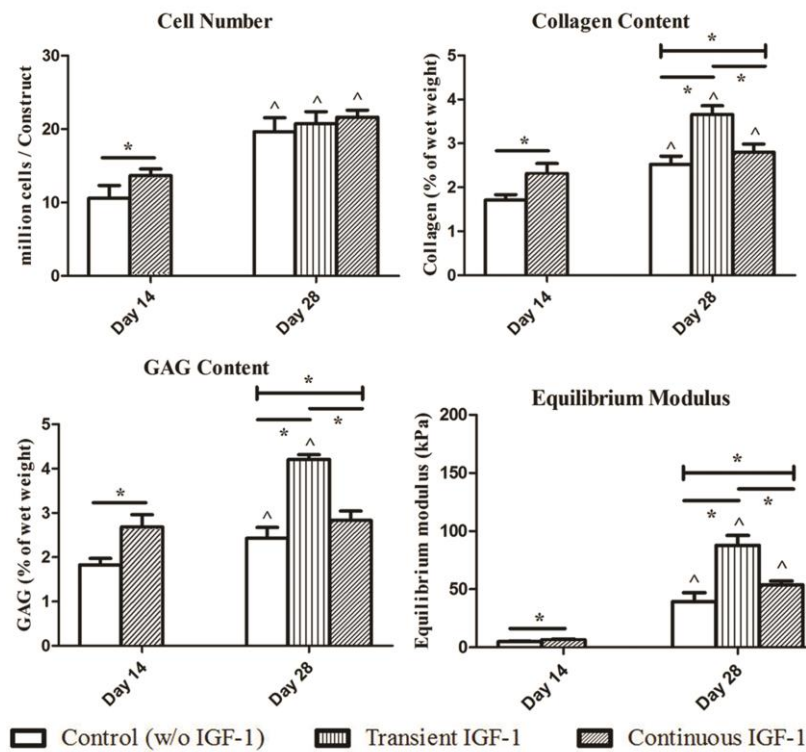 Cell Number
million cells / Construct
30
20
10
0
*
^ ^ ^
Day 14
Day 28
Collagen Content
Collagen (% of wet weight)
5
4
3
2
1
0
*
*
* *
^ ^ ^
Day 14
Day 28
GAG Content
GAG (% of wet weight)
5
4
3
2
1
0
*
*
* *
^ ^ ^
Day 14
Day 28
Equilibrium Modulus
Equilibrium modulus (kPa)
200
150
100
50
0
*
*
* *
^ ^ ^
Day 14
Day 28
Control (w/o IGF-1) Transient IGF-1 Continuous IGF-1